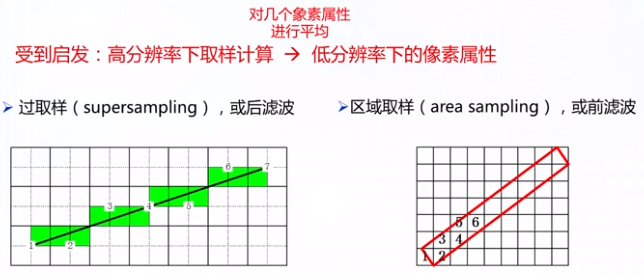 对几个象素属性
进行平均
受到启发：高分辨率下取样计算 → 低分辨率下的像素属性
➢ 过取样（supersampling），或后滤波
➢区域取样（area sampling），或前滤波
6 7
3 4 5
1 2
5 6
3 4
1 2